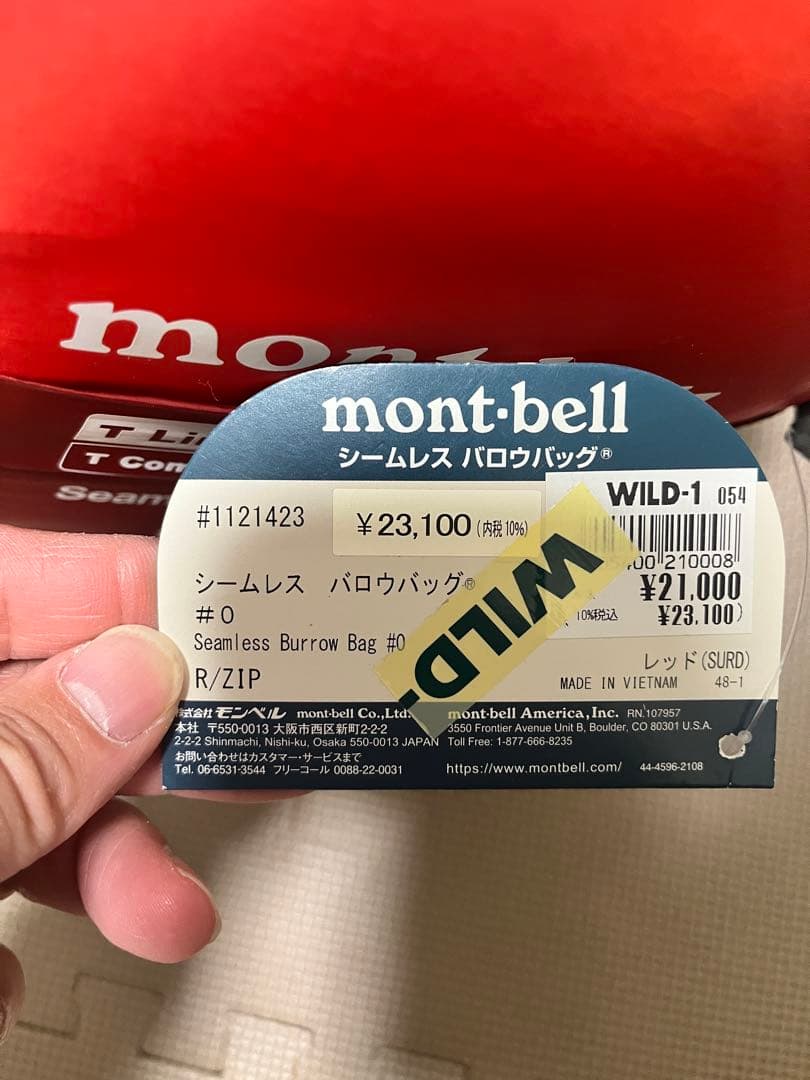 mont
T
T Con
Seam
mont·bell
シームレス バロウバッグ®
#1121423
¥23,100(内税10%)
WILD-1 054
210008
¥21,000
10%税込 ¥23,100)
シームレス バロウバッグ®
#0
Seamless Burrow Bag #0
R/ZIP
WILD-
レッド(SURD)
MADE IN VIETNAM 48-1
株式会社モンベル mont-bell Co., Ltd.
本社 〒550-0013 大阪市西区新町2-2-2
2-2-2 Shinmachi, Nishi-ku, Osaka 550-0013 JAPAN
お問い合わせはカスタマー・サービスまで
Tel. 06-6531-3544 フリーコール 0088-22-0031
mont-bell America, Inc. RN.107957
3550 Frontier Avenue Unit B, Boulder, CO 80301 U.S.A.
Toll Free: 1-877-666-8235
https://www.montbell.com/ 44-4596-2108